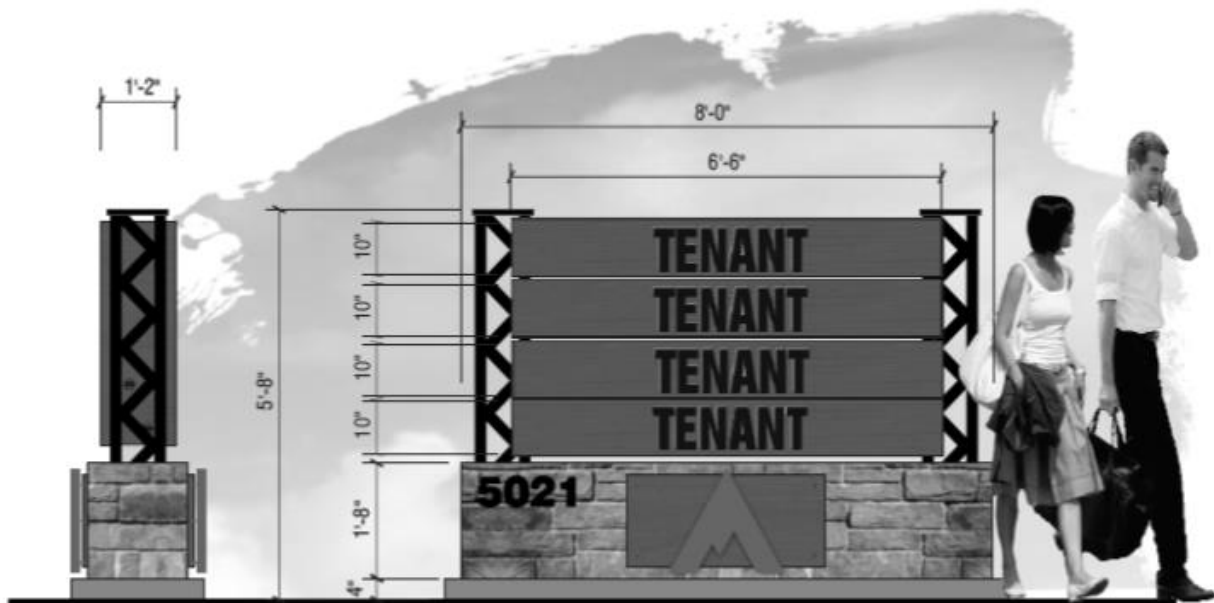 1'-2"
8'-0"
6'-6"
10"
TENANT
10"
TENANT
10"
TENANT
10"
TENANT
5'-8"
5021
1'-8"
4"